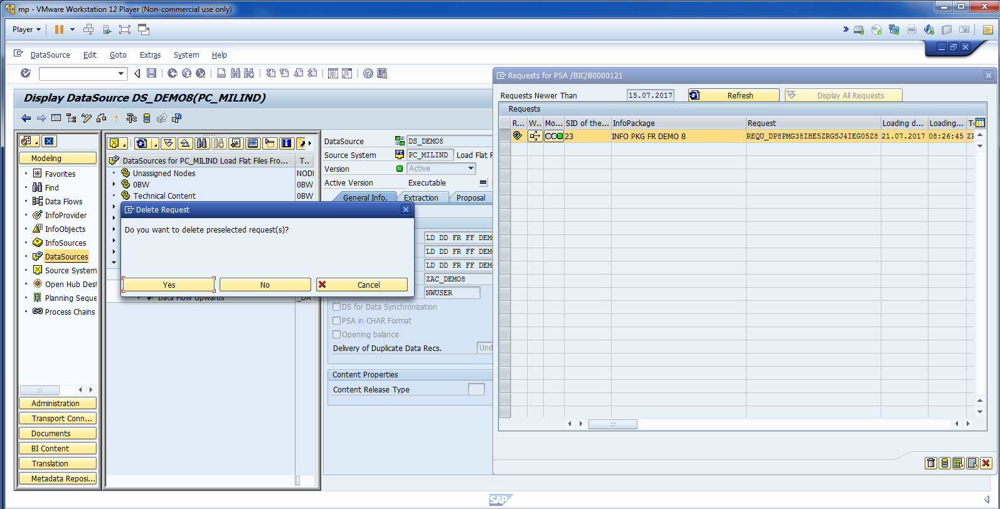 mp - VMware Workstation 12 Player (Non-commercial use only)
Player
DataSource Edit Goto Extras System Help
Display DataSource DS_DEMO8(PC_MILIND)
Modeling
Favorites
Find
Data Flows
InfoProvider
InfoObjects
InfoSources
DataSources
Source System
Open Hub Dest
Planning Seque
Process Chains
Administration
Transport Conn...
Documents
BI Content
Translation
Metadata Reposi...
DataSources for PC_MILIND Load Flat Files Fro... T..
Unassigned Nodes NODI
0BW 0BW
Technical Content 0BW
Data Flow Upwards _DA
Delete Request
Do you want to delete preselected request(s)?
Yes No Cancel
DataSource DS_DEMO8
Source System PC_MILIND Load Flat F
Version Active
Active Version Executable =
General Info. Extraction Proposal
LD DD FR FF DEM
LD DD FR FF DEM
LD DD FR FF DEM
ZAC_DEMO8
NWUSER
DS for Data Synchronization
PSA in CHAR Format
Opening balance
Delivery of Duplicate Data Recs. Und
Content Properties
Content Release Type
Requests for PSA /BIC/B0000121
Requests Newer Than 15.07.2017 Refresh Display All Requests
Requests
R... W.. Mo... SID of the... InfoPackage Request Loading d... Loading... T
23 INFO PKG FR DEMO 8 REQU_DP8PMG38IHE5ZRGSJ4IEG05Z8 21.07.2017 08:26:45 ZE
SAP